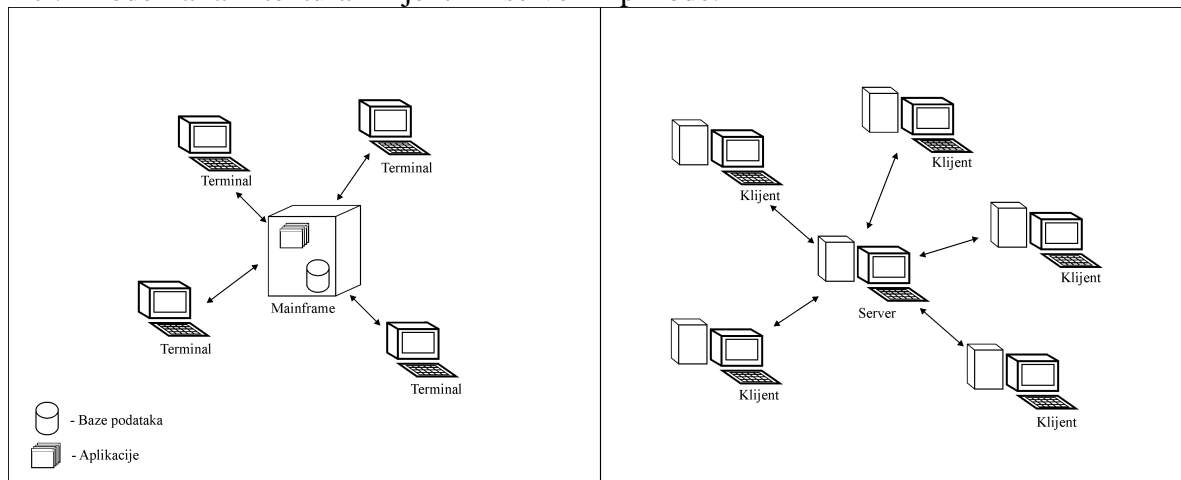 Terminal
Terminal
Mainframe
Terminal
Terminal
- Baze podataka
- Aplikacije
Klijent
Klijent
Klijent
Server
Klijent
Klijent